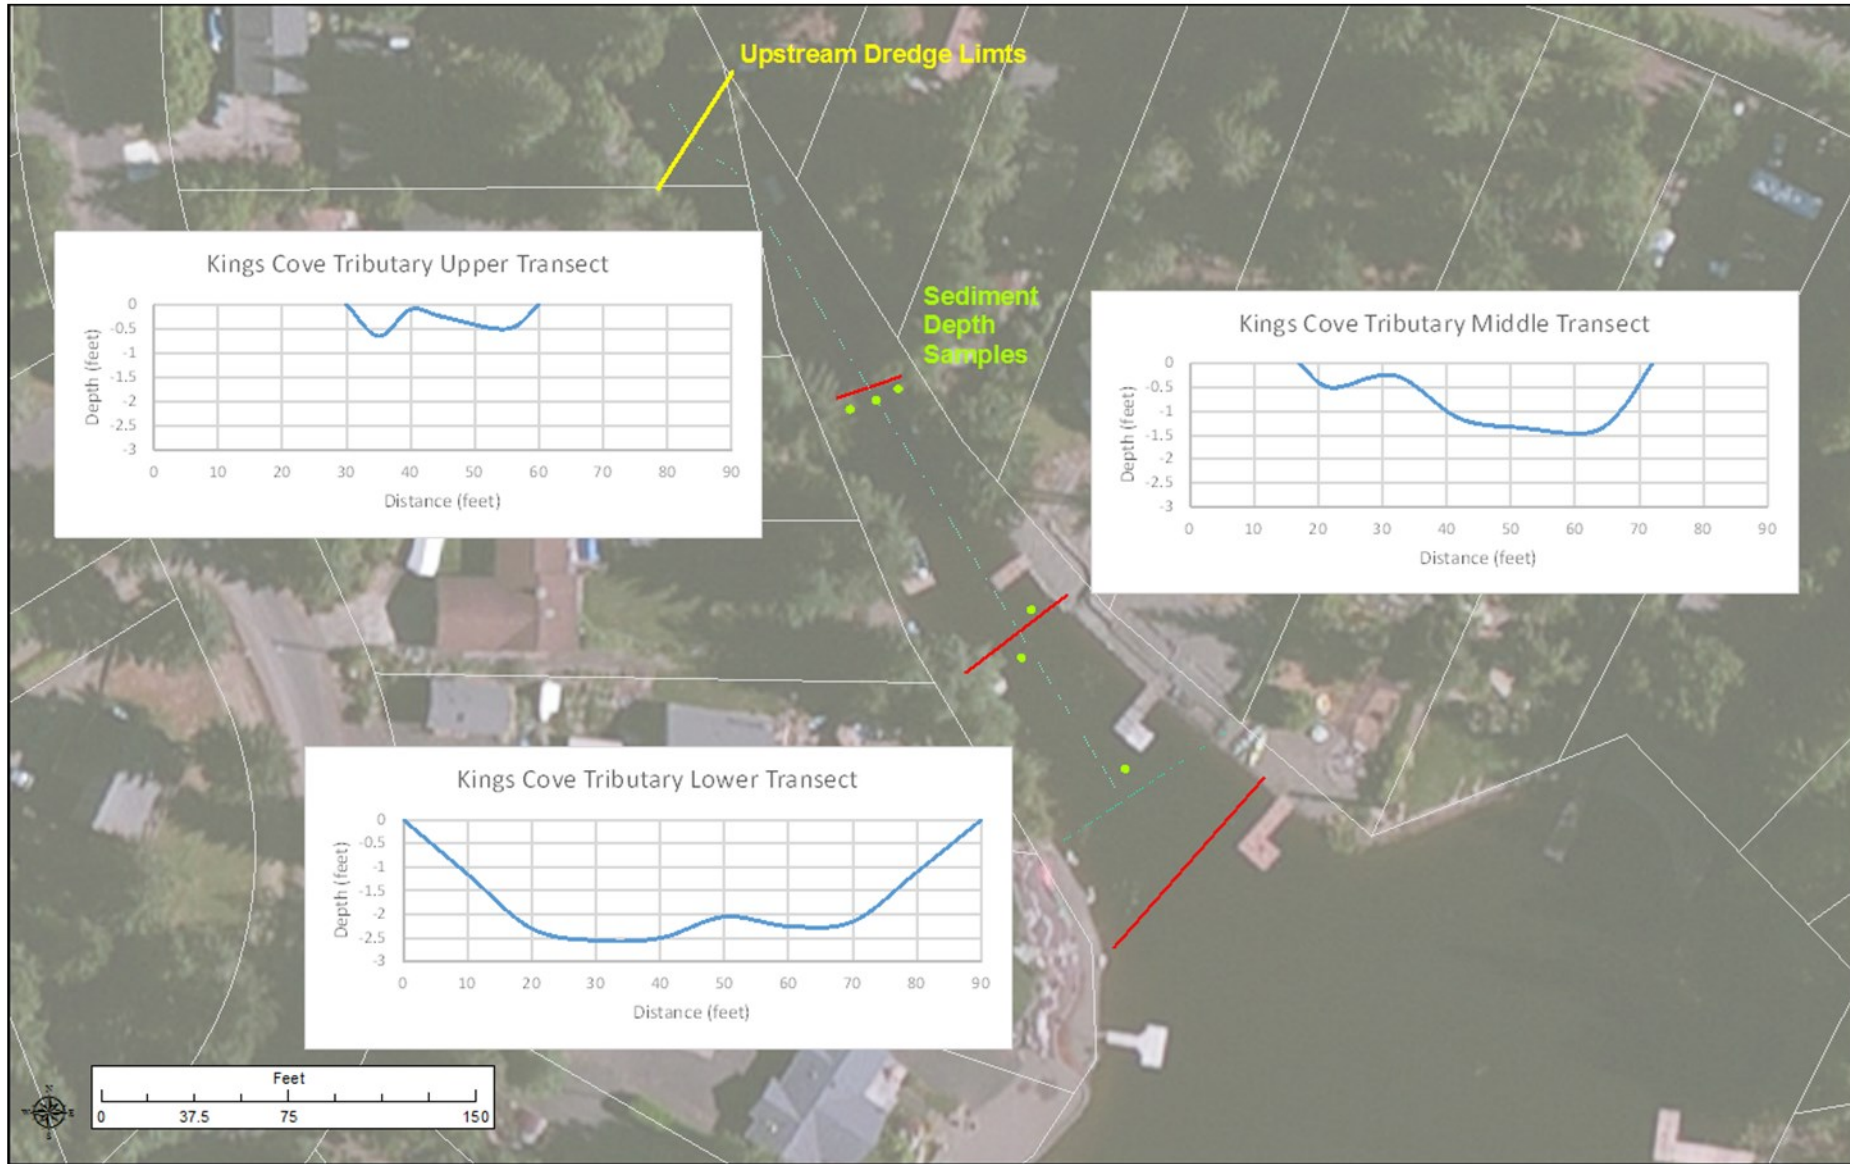 Upstream Dredge Limts
Kings Cove Tributary Upper Transect
Depth (feet)
0
-0.5
-1
-1.5
-2
-2.5
-3
0 10 20 30 40 50 60 70 80 90
Distance (feet)
Sediment
Depth
Samples
Kings Cove Tributary Middle Transect
Depth (feet)
0
-0.5
-1
-1.5
-2
-2.5
-3
0 10 20 30 40 50 60 70 80 90
Distance (feet)
Kings Cove Tributary Lower Transect
Depth (feet)
0
-0.5
-1
-1.5
-2
-2.5
-3
0 10 20 30 40 50 60 70 80 90
Distance (feet)
N
W E
S
Feet
0 37.5 75 150